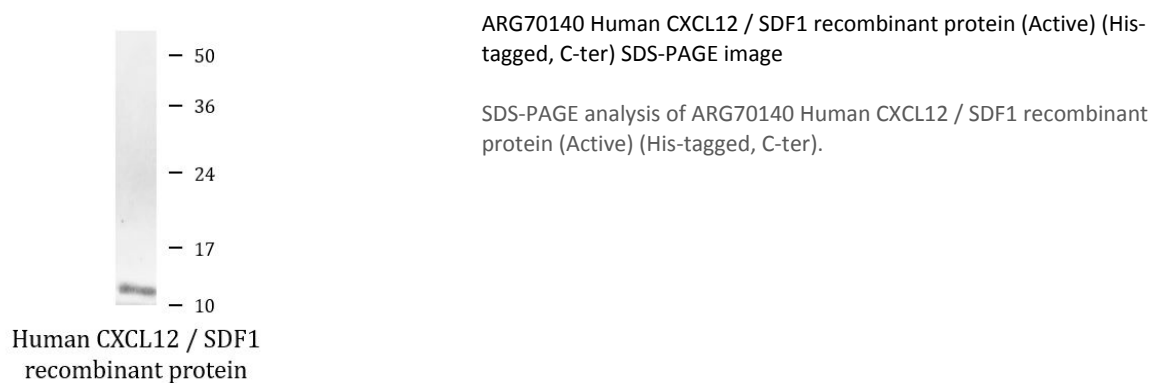 ARG70140 Human CXCL12 / SDF1 recombinant protein (Active) (His-
tagged, C-ter) SDS-PAGE image
SDS-PAGE analysis of ARG70140 Human CXCL12 / SDF1 recombinant
protein (Active) (His-tagged, C-ter).
50
36
24
17
10
Human CXCL12 / SDF1
recombinant protein